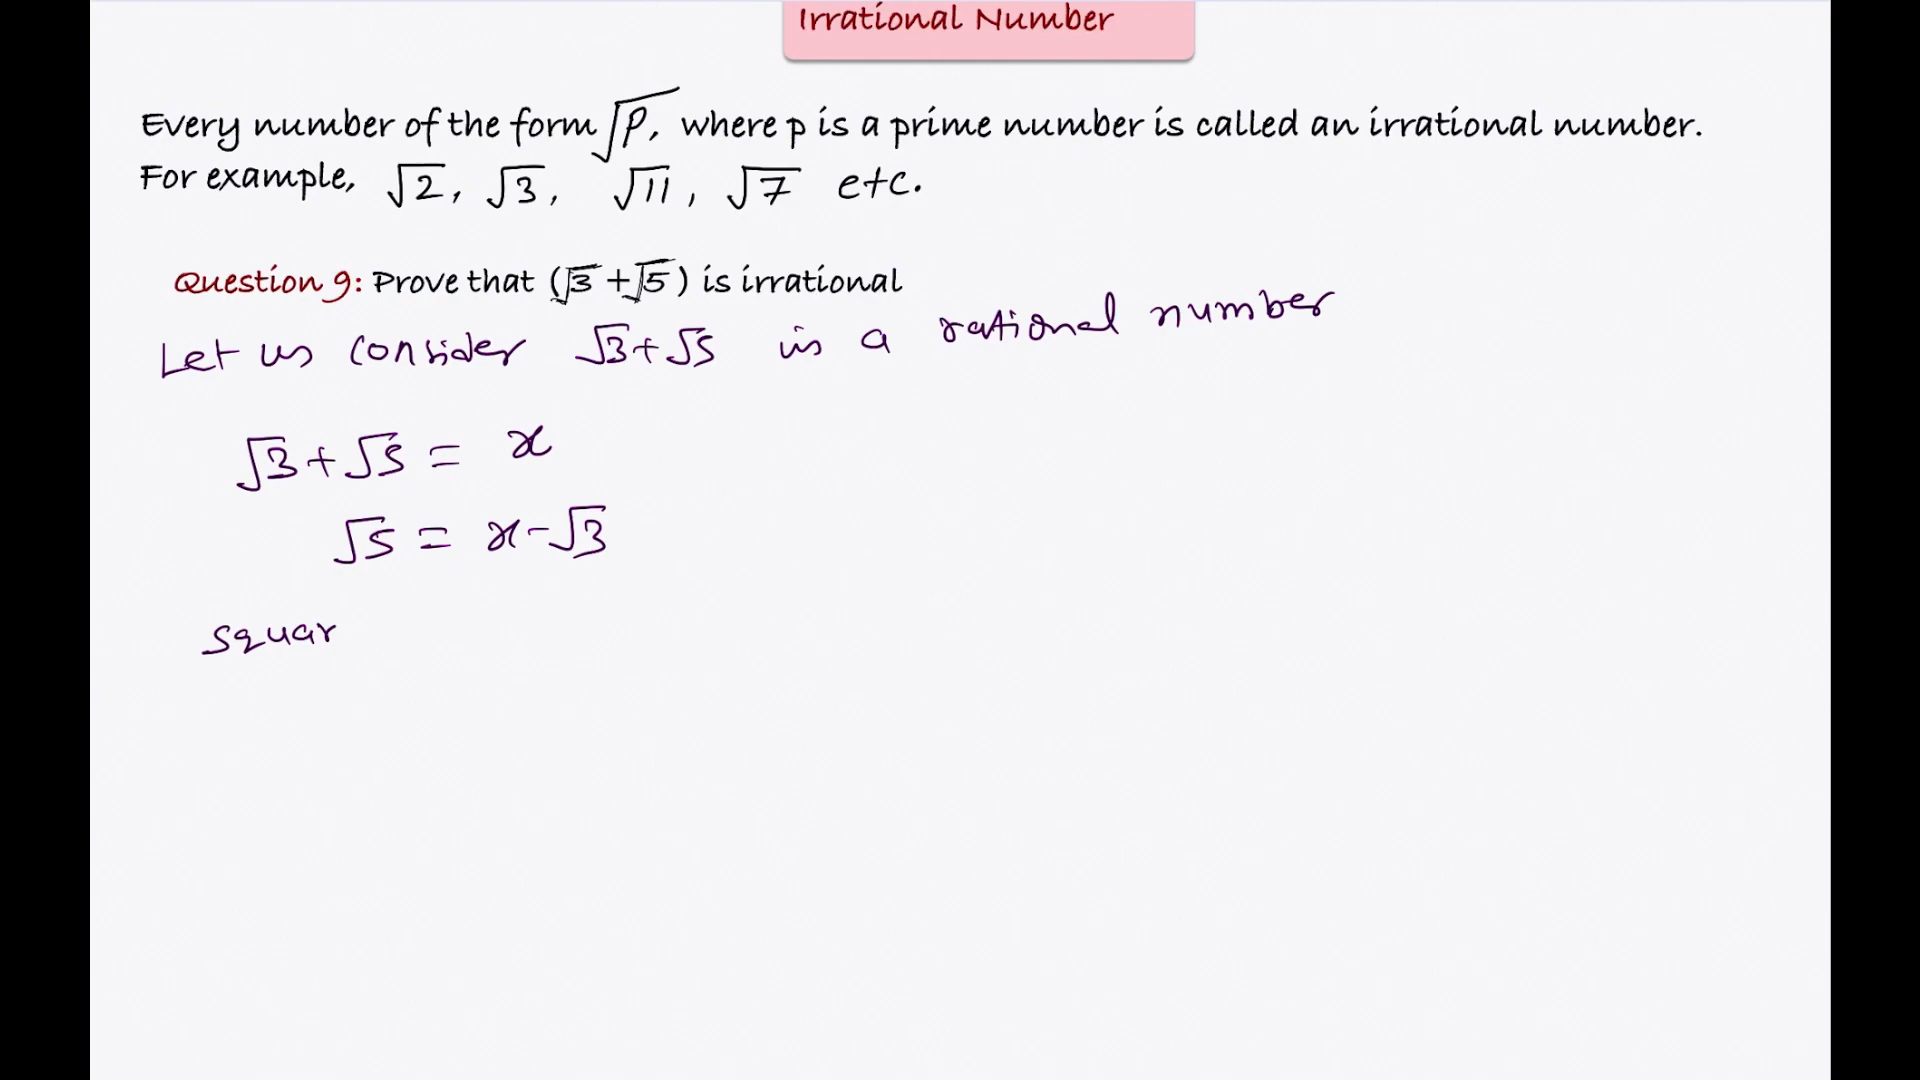 Irrational Number
Every number of the form √p, where p is a prime number is called an irrational number.
For example, √2, √3, √11, √7 etc.
Question 9: Prove that (√3 + √5) is irrational
Let us consider √3+√5 is a rational number
√3+√5 = x
√5 = x-√3
squar